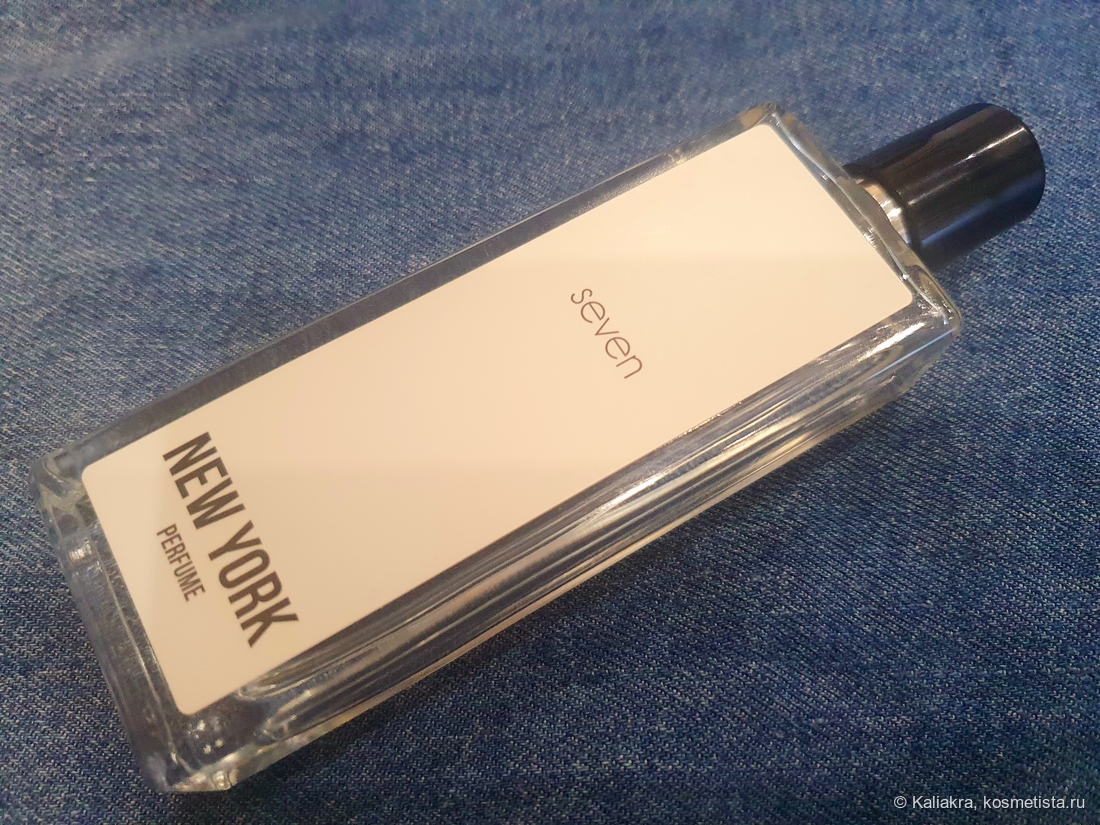 seven
NEW YORK
PERFUME
© Kaliakra, kosmetista.ru